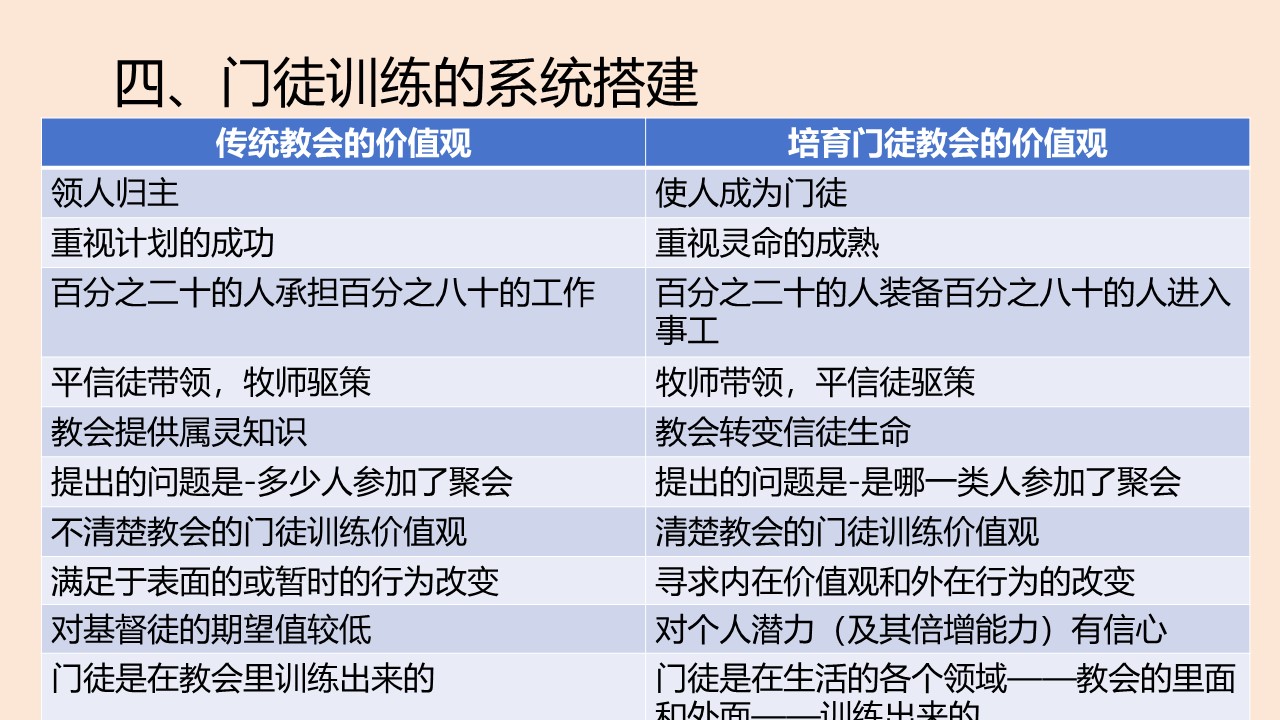 四、门徒训练的系统搭建
传统教会的价值观
培育门徒教会的价值观
领人归主
使人成为门徒
重视计划的成功
重视灵命的成熟
百分之二十的人承担百分之八十的工作
百分之二十的人装备百分之八十的人进入
事工
平信徒带领，牧师驱策
牧师带领，平信徒驱策
教会提供属灵知识
教会转变信徒生命
提出的问题是-多少人参加了聚会
提出的问题是-是哪一类人参加了聚会
不清楚教会的门徒训练价值观
清楚教会的门徒训练价值观
满足于表面的或暂时的行为改变
寻求内在价值观和外在行为的改变
对基督徒的期望值较低
对个人潜力（及其倍增能力）有信心
门徒是在教会里训练出来的
门徒是在生活的各个领域——教会的里面
和外面——训练出来的